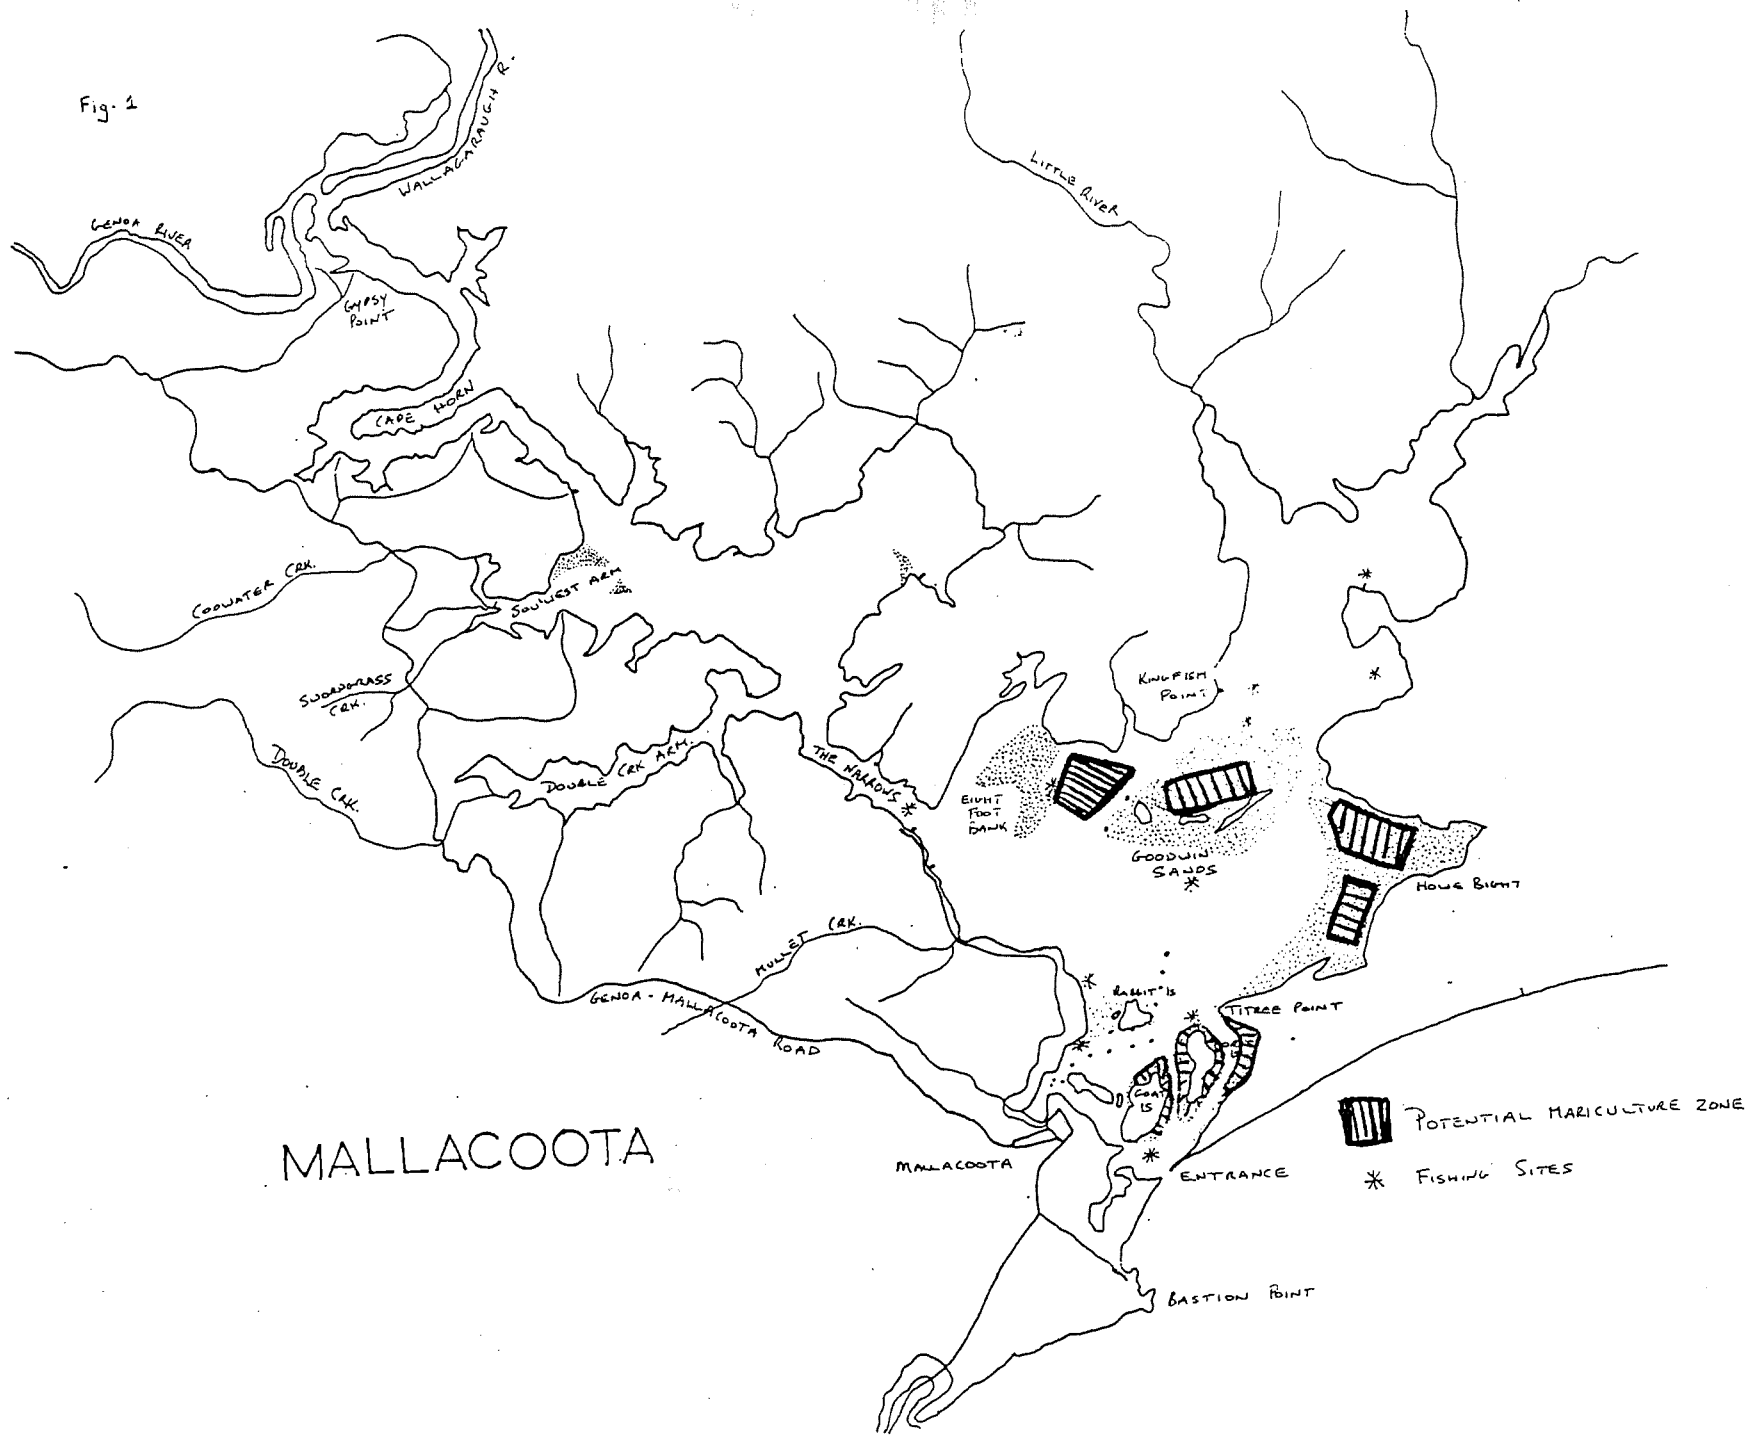 Fig. 1
WALLAGARAUGH R.
GENOA RIVER
LITTLE RIVER
GYPSY
POINT
CAPE HORN
COOWATER CRK.
SOU'WEST ARM
SWORDGRASS
CRK.
KINGFISH
POINT
DOUBLE CRK.
DOUBLE CRK ARM.
THE NARROWS
EIGHT
FOOT
BANK
GOODWIN
SANDS
HOWE BIGHT
MULLET CRK.
GENOA - MALLACOOTA ROAD
RABBIT IS
TITREE POINT
GOAT
IS
MALLACOOTA
MALLACOOTA
ENTRANCE
POTENTIAL MARICULTURE ZONE
FISHING SITES
BASTION POINT